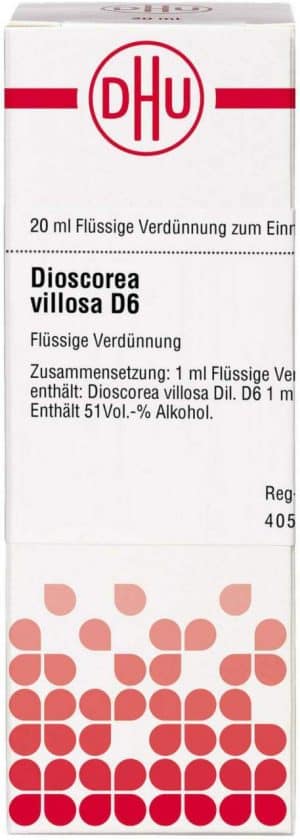 20 ml
DHU
20 ml Flüssige Verdünnung zum Einn
Dioscorea
villosa D6
Flüssige Verdünnung
Zusammensetzung: 1 ml Flüssige Ver
enthält: Dioscorea villosa Dil. D6 1 m
Enthält 51Vol.-% Alkohol.
Reg-
405